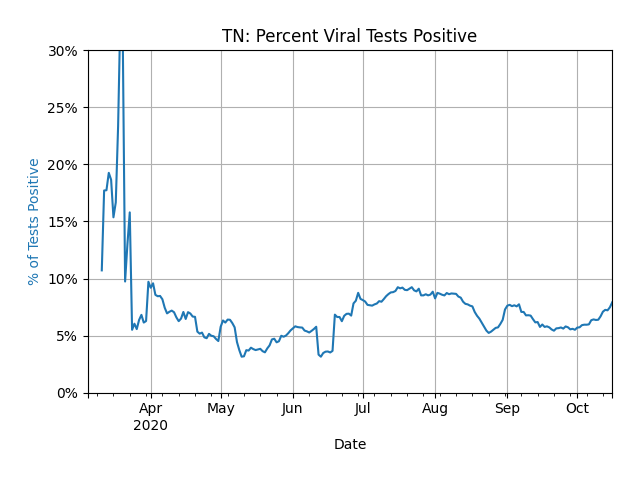 TN: Percent Viral Tests Positive
30%
25%
20%
15%
10%
5%
0%
% of Tests Positive
Apr May Jun Jul Aug Sep Oct
2020
Date